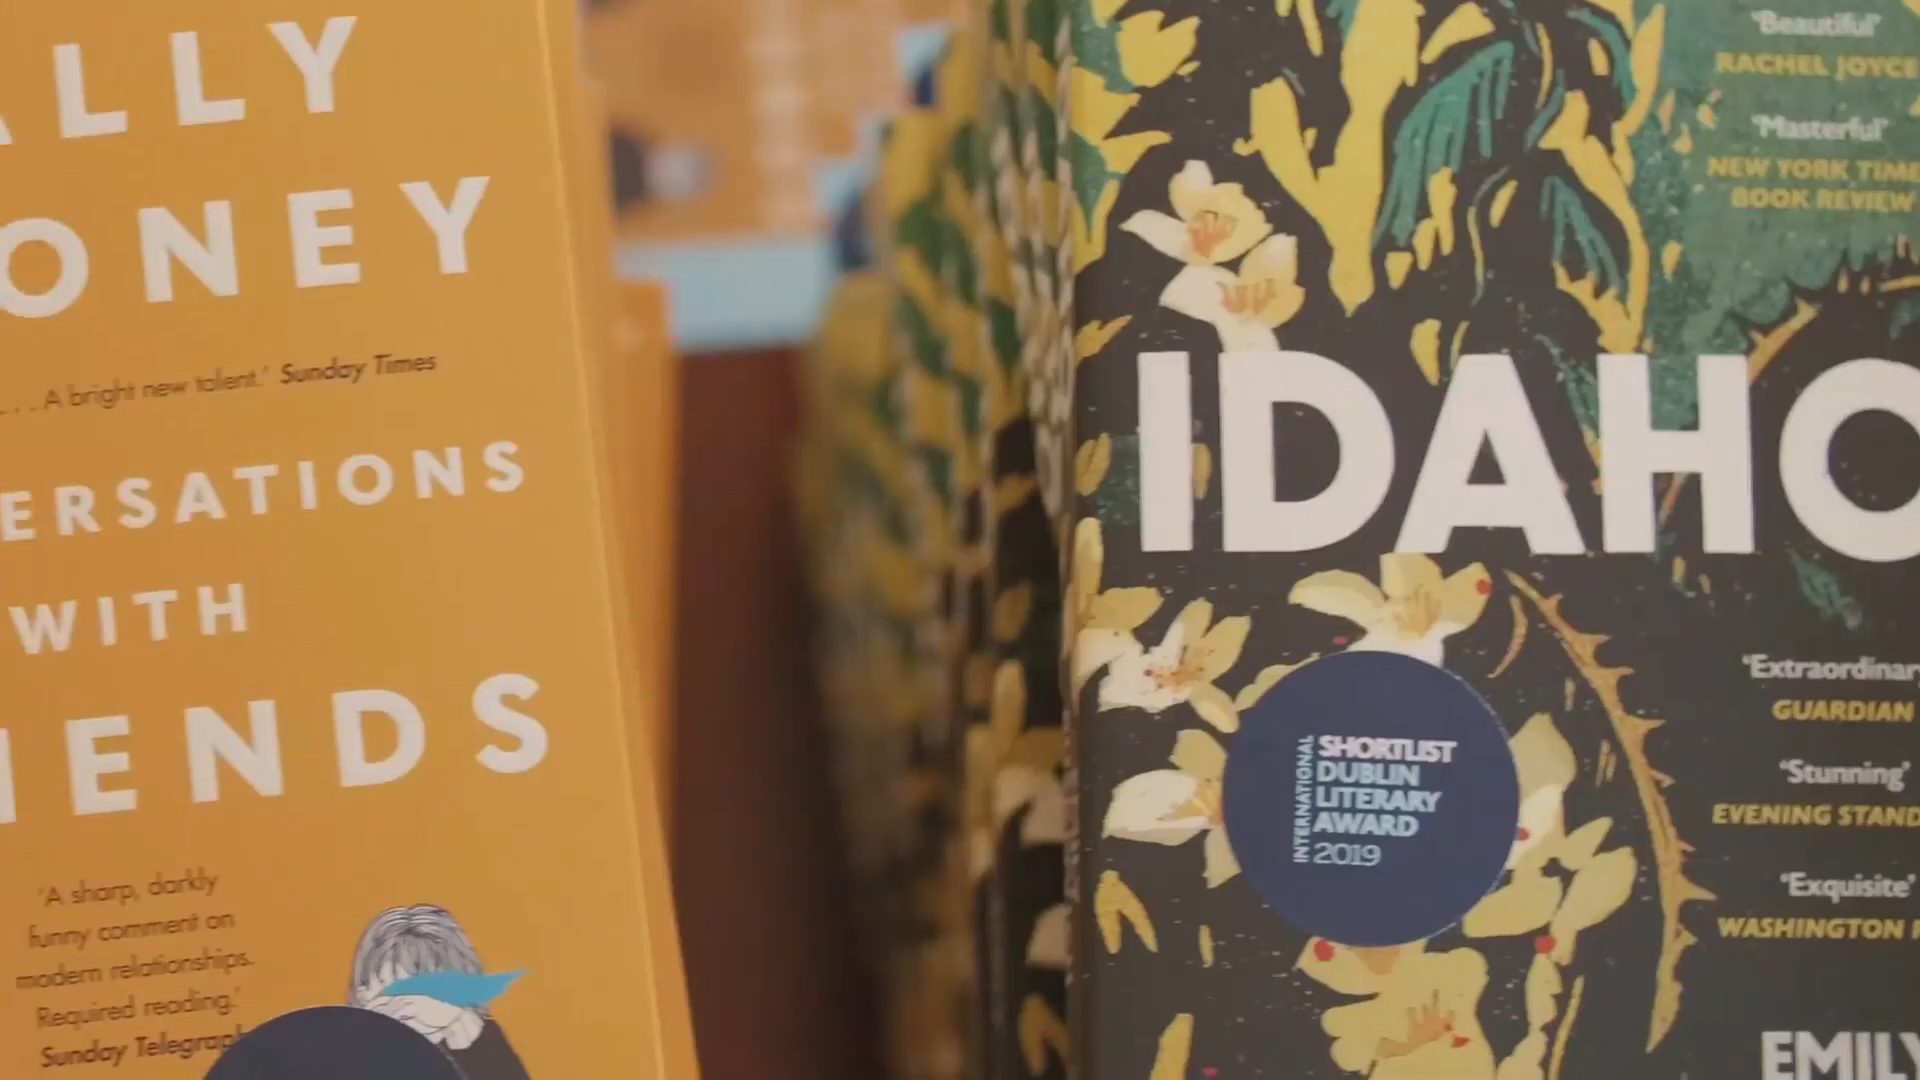 ALLY
ONEY
... A bright new talent.' Sunday Times
ERSATIONS
WITH
IENDS
'A sharp, darkly
funny comment on
modern relationships.
Required reading.'
Sunday Telegraph
'Beautiful'
RACHEL JOYCE
'Masterful'
NEW YORK TIME
BOOK REVIEW
IDAHO
'Extraordinary
GUARDIAN
'Stunning'
EVENING STAND
'Exquisite'
WASHINGTON P
INTERNATIONAL
SHORTLIST
DUBLIN
LITERARY
AWARD
2019
EMILY